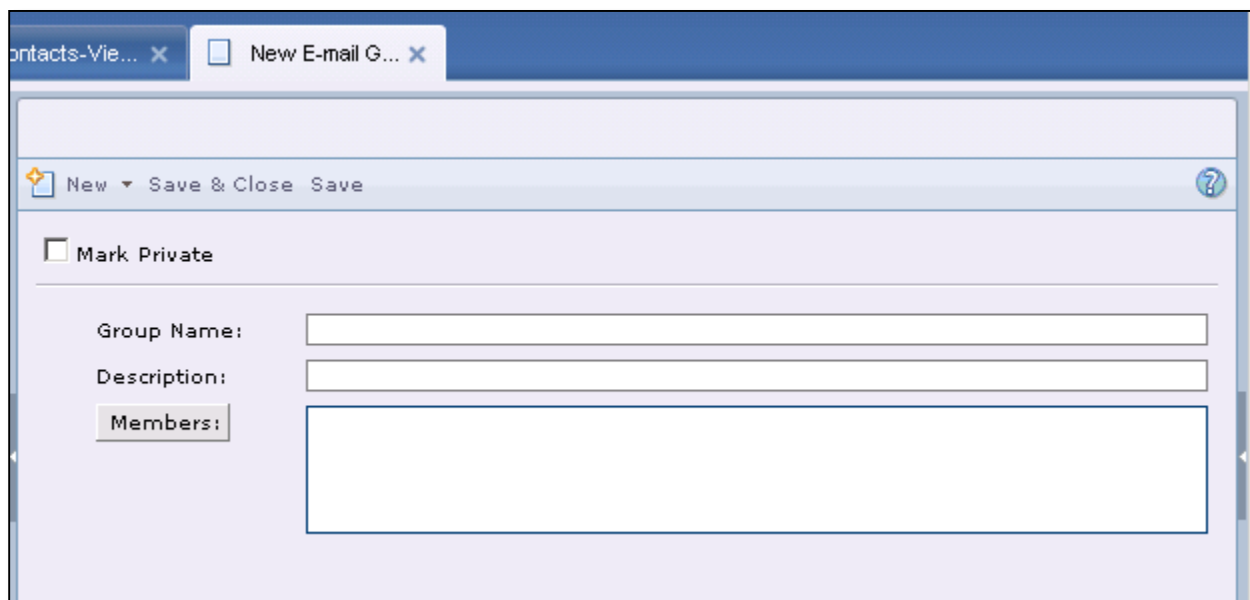 ontacts-Vie... New E-mail G...
New Save & Close Save
Mark Private
Group Name:
Description:
Members: